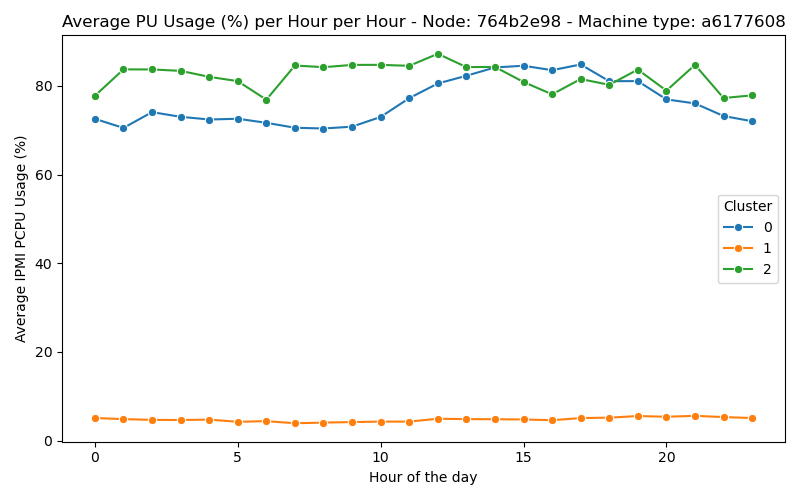 Average PU Usage (%) per Hour per Hour - Node: 764b2e98 - Machine type: a6177608
Average IPMI PCPU Usage (%)
80
60
40
20
0
Cluster
0
1
2
0 5 10 15 20
Hour of the day